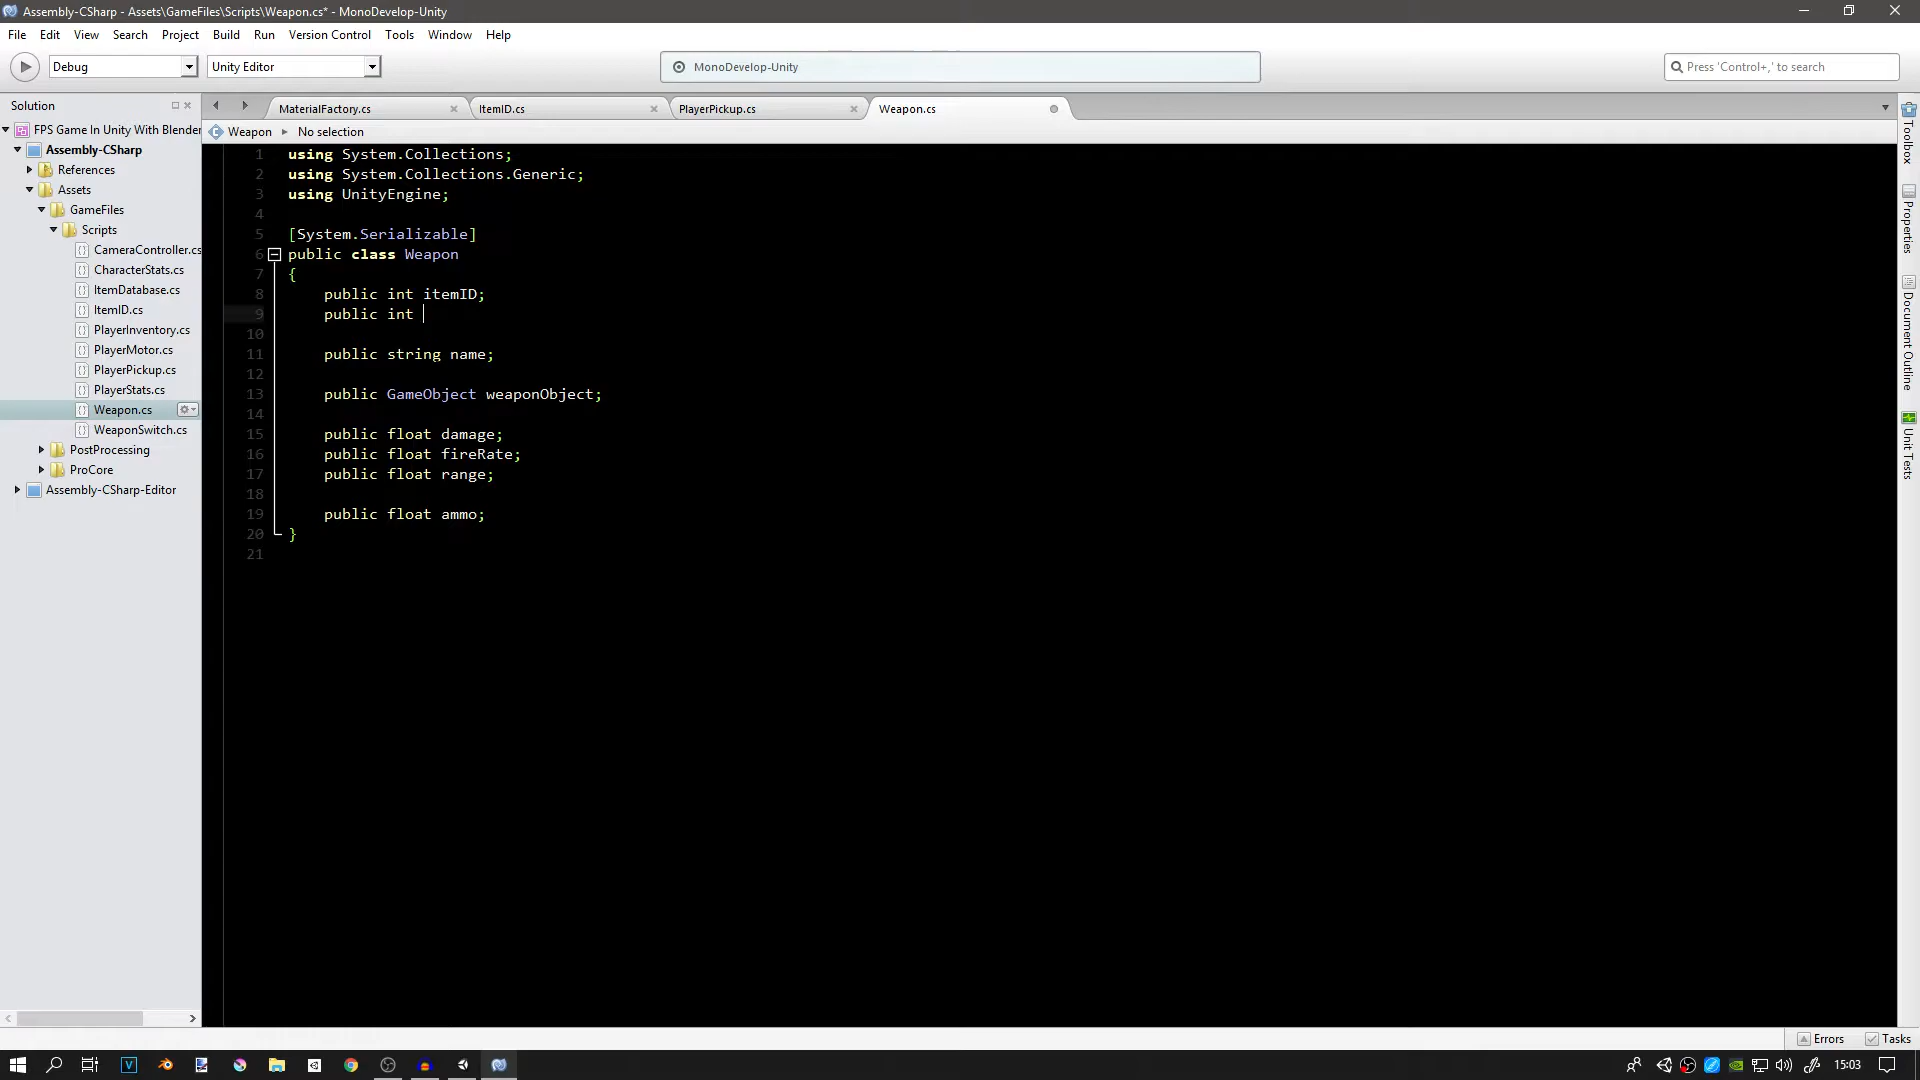 Assembly-CSharp - Assets\GameFiles\Scripts\Weapon.cs* - MonoDevelop-Unity
File Edit View Search Project Build Run Version Control Tools Window Help
Debug Unity Editor MonoDevelop-Unity Press 'Control+,' to search
Solution
MaterialFactory.cs ItemID.cs PlayerPickup.cs Weapon.cs
Weapon No selection
FPS Game In Unity With Blender
Assembly-CSharp
References
Assets
GameFiles
Scripts
CameraController.cs
CharacterStats.cs
ItemDatabase.cs
ItemID.cs
PlayerInventory.cs
PlayerMotor.cs
PlayerPickup.cs
PlayerStats.cs
Weapon.cs
WeaponSwitch.cs
PostProcessing
ProCore
Assembly-CSharp-Editor
1 using System.Collections;
2 using System.Collections.Generic;
3 using UnityEngine;
4
5 [System.Serializable]
6 public class Weapon
7 {
8 public int itemID;
9 public int
10
11 public string name;
12
13 public GameObject weaponObject;
14
15 public float damage;
16 public float fireRate;
17 public float range;
18
19 public float ammo;
20 }
21
Toolbox
Properties
Document Outline
Unit Tests
Errors Tasks
15:03